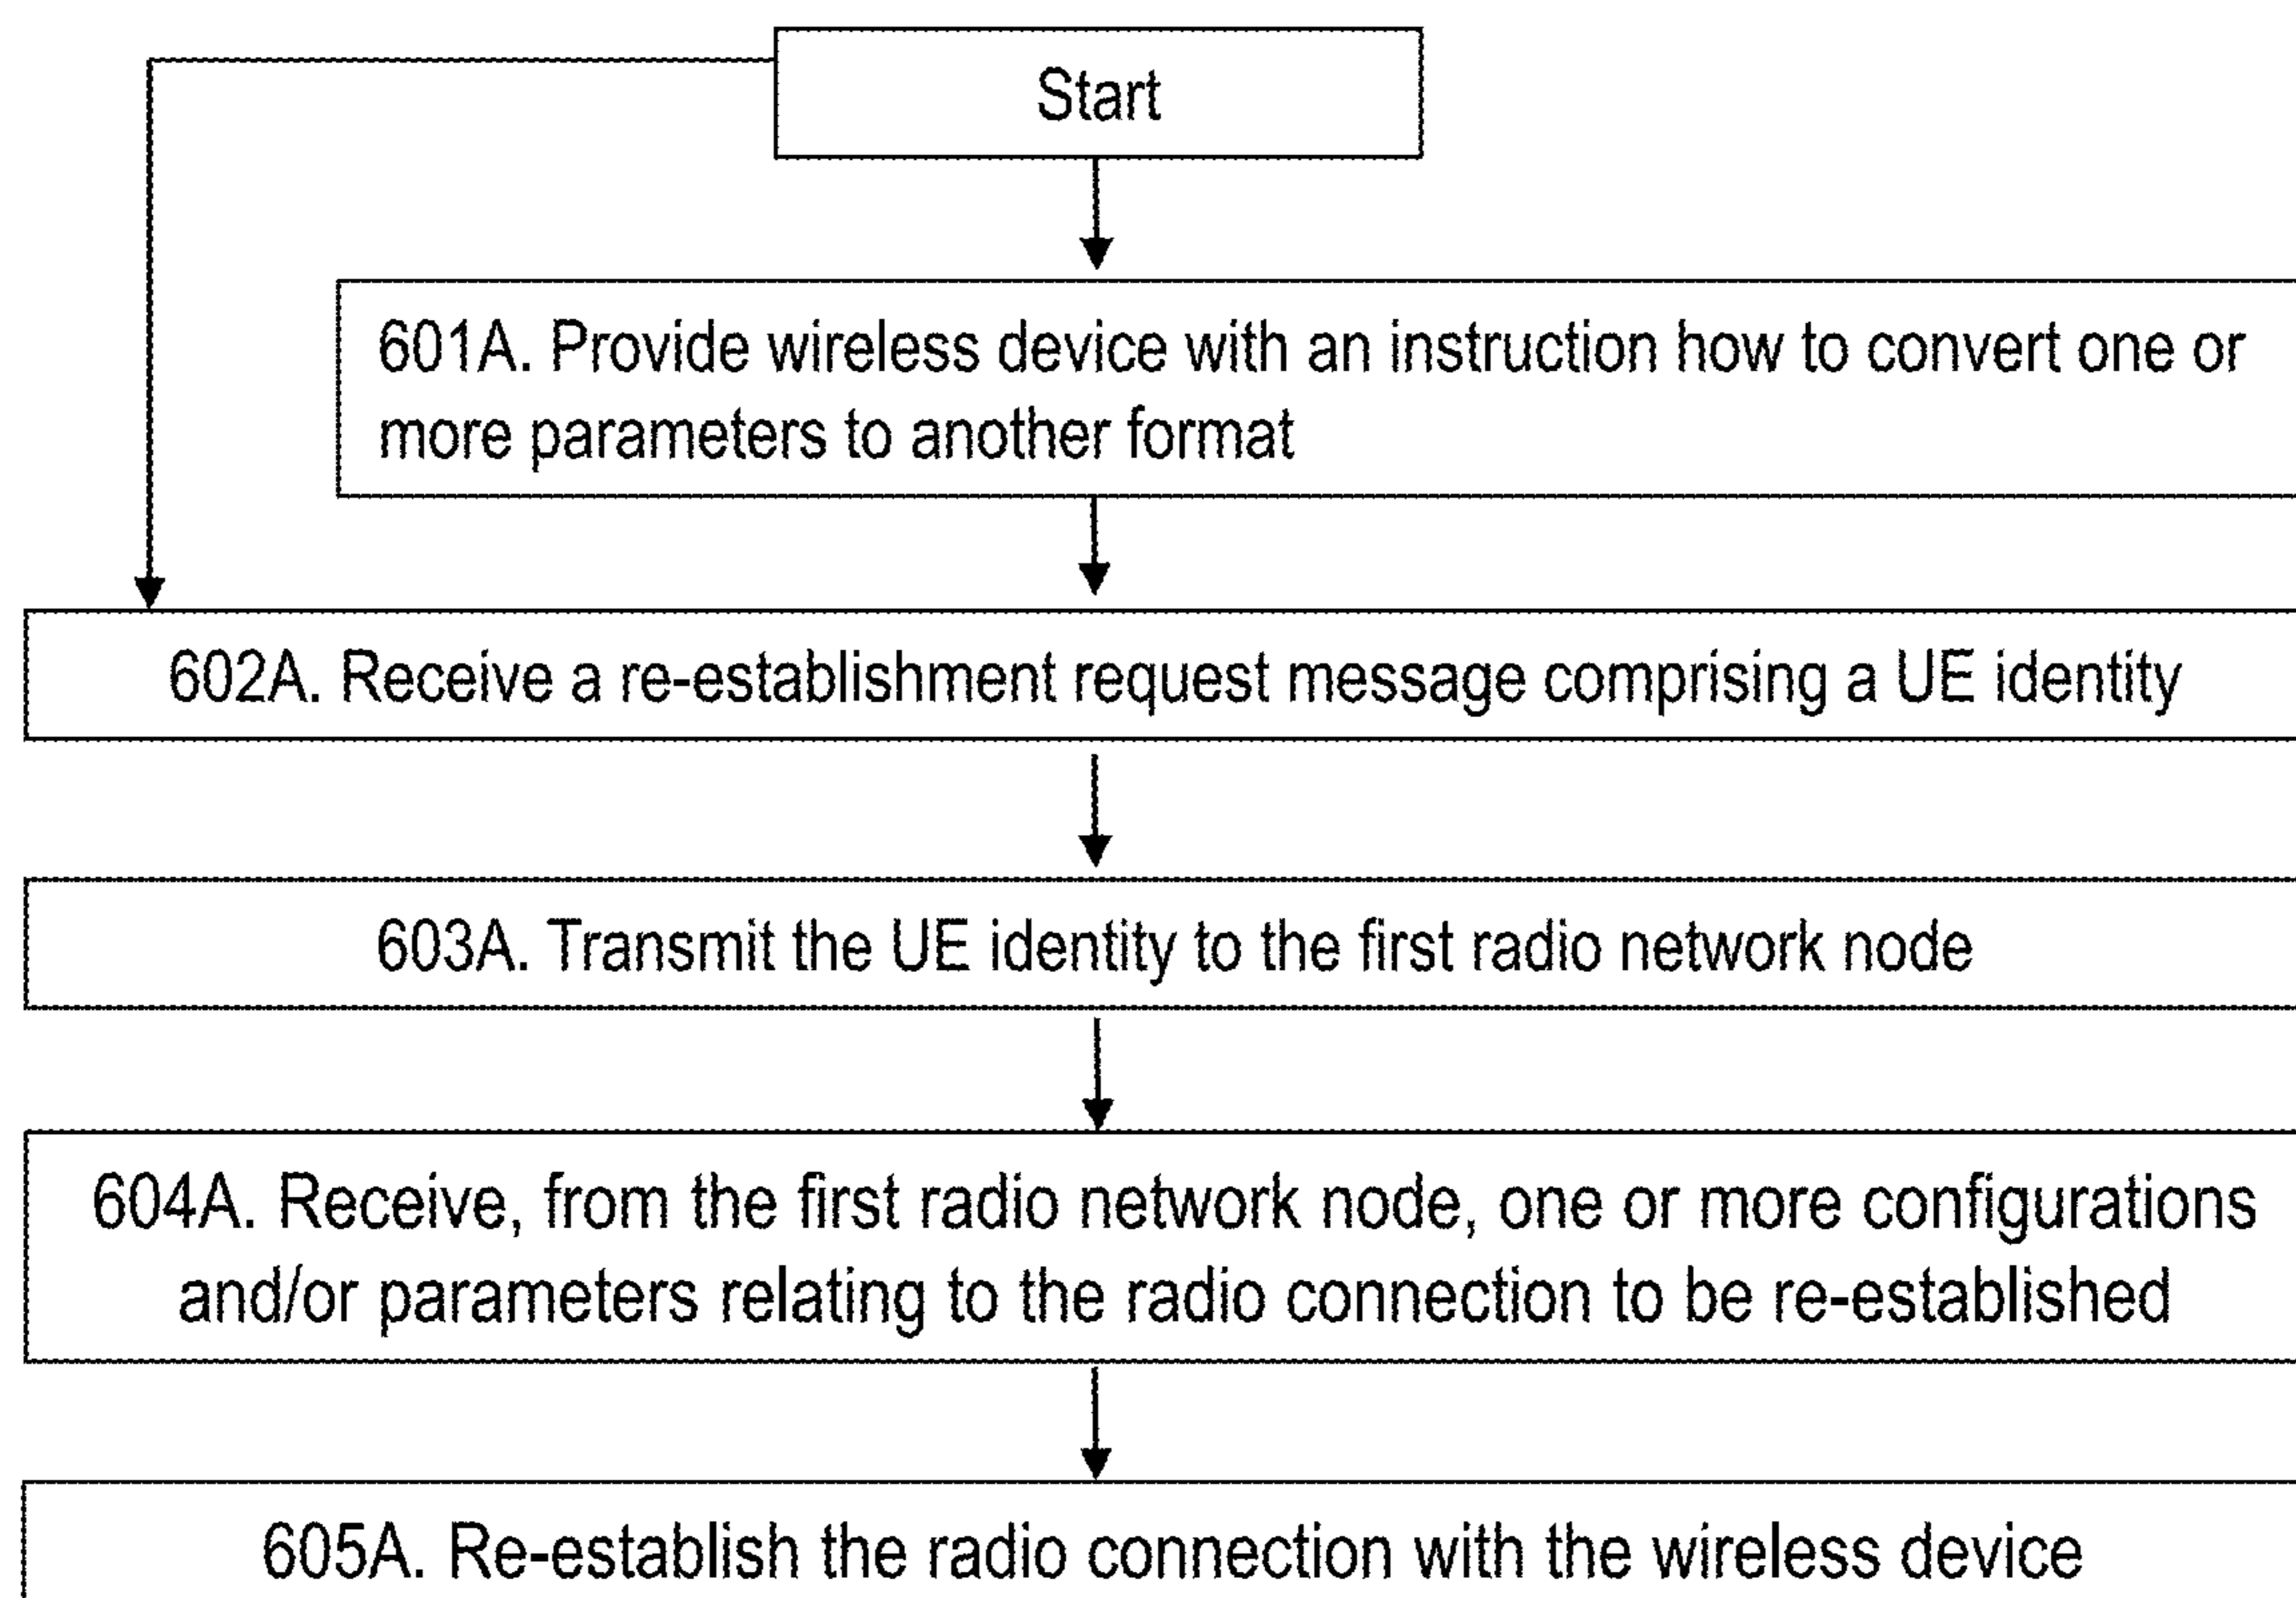 Start
601A. Provide wireless device with an instruction how to convert one or
more parameters to another format
602A. Receive a re-establishment request message comprising a UE identity
603A. Transmit the UE identity to the first radio network node
604A. Receive, from the first radio network node, one or more configurations
and/or parameters relating to the radio connection to be re-established
605A. Re-establish the radio connection with the wireless device